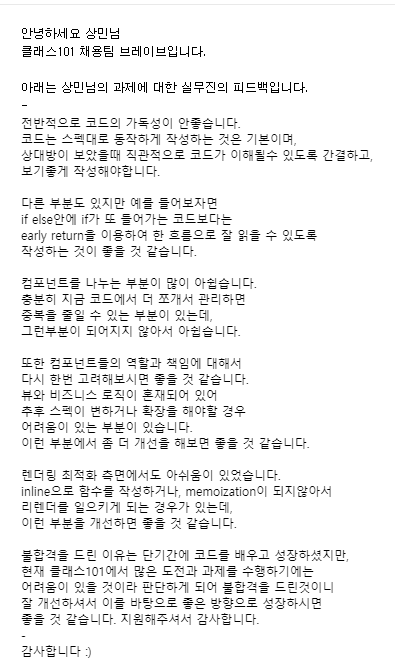 안녕하세요 상민님
클래스101 채용팀 브레이브입니다.
아래는 상민님의 과제에 대한 실무진의 피드백입니다.
-
전반적으로 코드의 가독성이 안좋습니다.
코드는 스펙대로 동작하게 작성하는 것은 기본이며,
상대방이 보았을때 직관적으로 코드가 이해될수 있도록 간결하고,
보기좋게 작성해야합니다.
다른 부분도 있지만 예를 들어보자면
if else안에 if가 또 들어가는 코드보다는
early return을 이용하여 한 흐름으로 잘 읽을 수 있도록
작성하는 것이 좋을 것 같습니다.
컴포넌트를 나누는 부분이 많이 아쉽습니다.
충분히 지금 코드에서 더 쪼개서 관리하면
중복을 줄일 수 있는 부분이 있는데,
그런부분이 되어지지 않아서 아쉽습니다.
또한 컴포넌트들의 역할과 책임에 대해서
다시 한번 고려해보시면 좋을 것 같습니다.
뷰와 비즈니스 로직이 혼재되어 있어
추후 스펙이 변하거나 확장을 해야할 경우
어려움이 있는 부분이 있습니다.
이런 부분에서 좀 더 개선을 해보면 좋을 것 같습니다.
렌더링 최적화 측면에서도 아쉬움이 있었습니다.
inline으로 함수를 작성하거나, memoization이 되지않아서
리렌더를 일으키게 되는 경우가 있는데,
이런 부분을 개선하면 좋을 것 같습니다.
불합격을 드린 이유는 단기간에 코드를 배우고 성장하셨지만,
현재 클래스101에서 많은 도전과 과제를 수행하기에는
어려움이 있을 것이라 판단하게 되어 불합격을 드린것이니
잘 개선하셔서 이를 바탕으로 좋은 방향으로 성장하시면
좋을 것 같습니다. 지원해주셔서 감사합니다.
-
감사합니다 :)